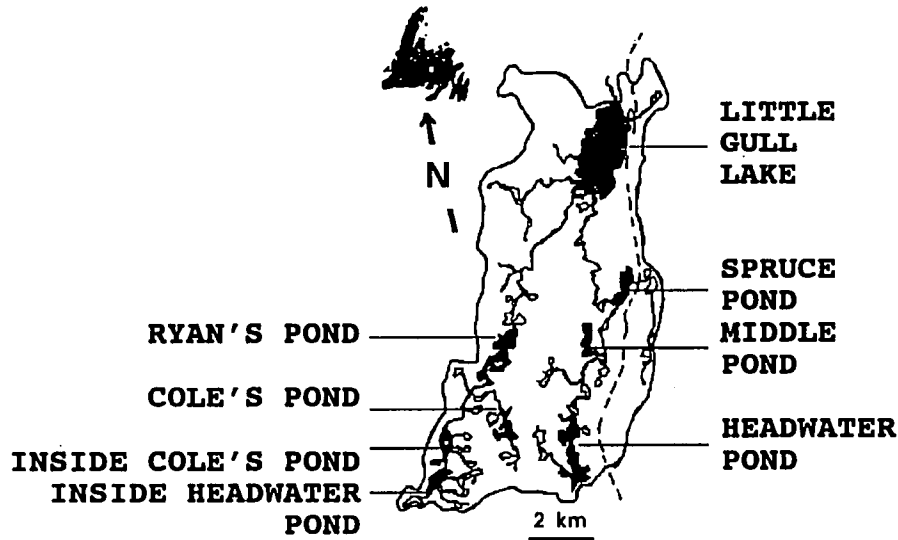 LITTLE
GULL
LAKE
N
SPRUCE
POND
RYAN'S POND
MIDDLE
POND
COLE'S POND
HEADWATER
POND
INSIDE COLE'S POND
INSIDE HEADWATER
POND
2 km